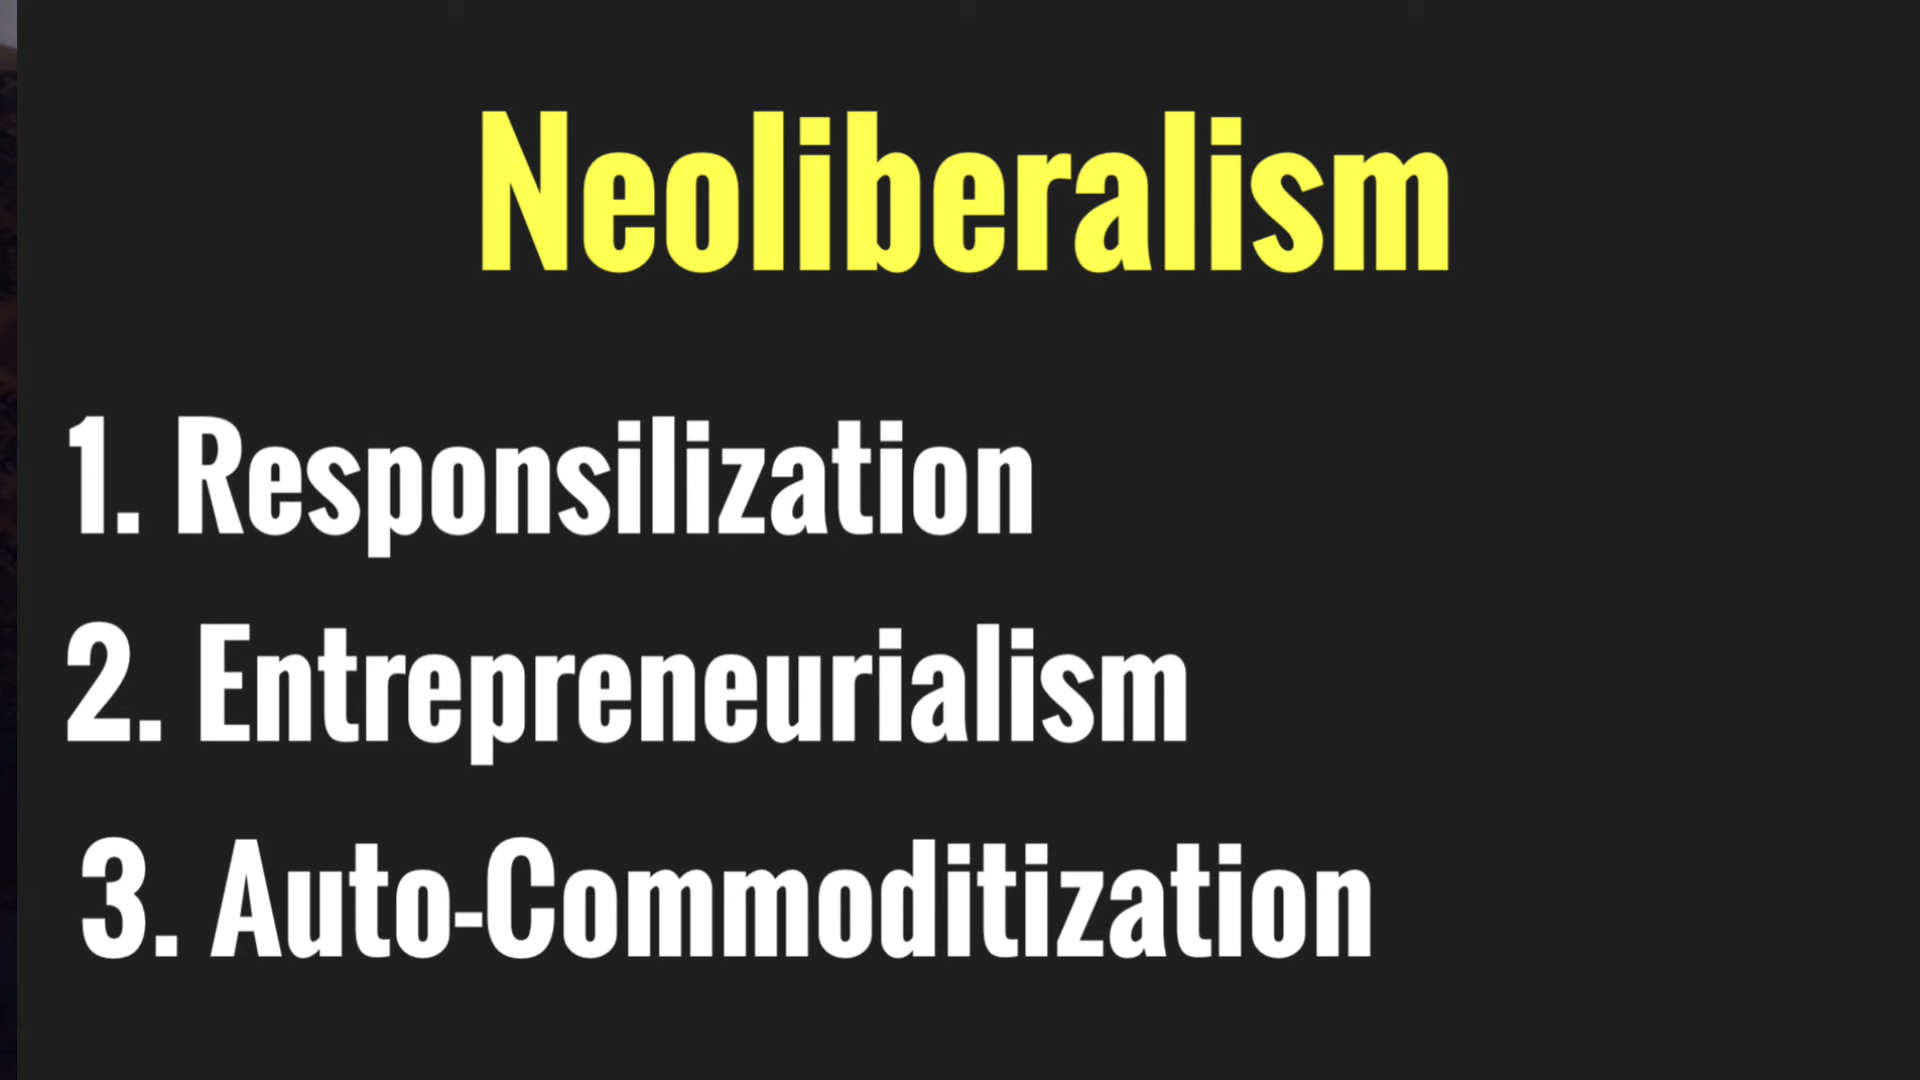 Neoliberalism
1. Responsilization
2. Entrepreneurialism
3. Auto-Commoditization